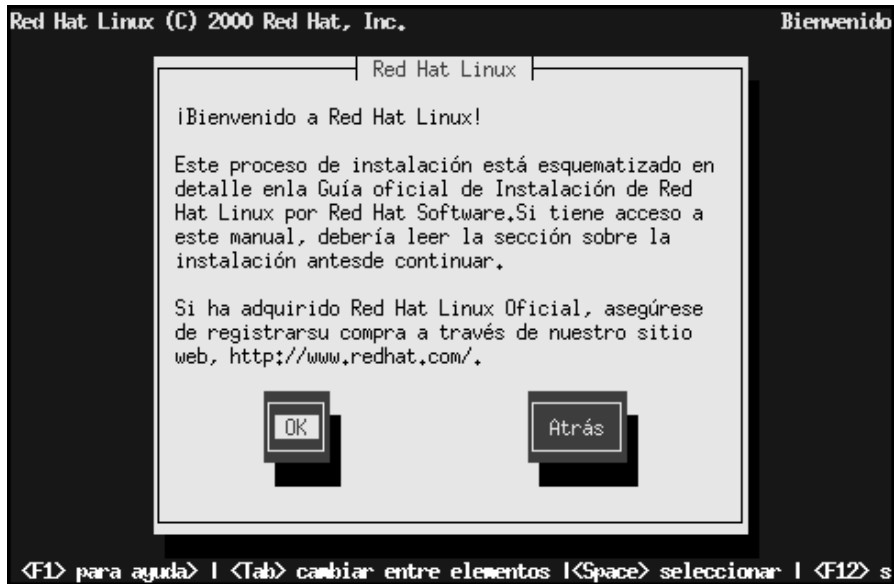 Red Hat Linux (C) 2000 Red Hat, Inc. Bienvenido
Red Hat Linux
¡Bienvenido a Red Hat Linux!
Este proceso de instalación está esquematizado en
detalle enla Guía oficial de Instalación de Red
Hat Linux por Red Hat Software.Si tiene acceso a
este manual, debería leer la sección sobre la
instalación antesde continuar.
Si ha adquirido Red Hat Linux Oficial, asegúrese
de registrarsu compra a través de nuestro sitio
web, http://www.redhat.com/.
OK Atrás
<F1> para ayuda> | <Tab> cambiar entre elementos |<Space> seleccionar | <F12> s